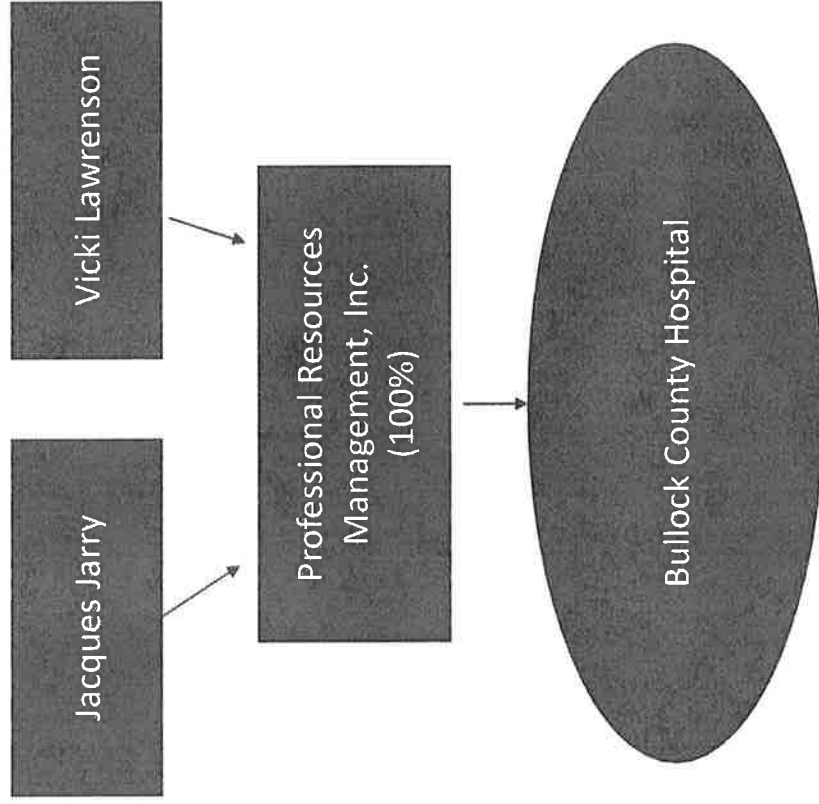 Jacques Jarry
Vicki Lawrenson
Professional Resources
Management, Inc.
(100%)
Bullock County Hospital